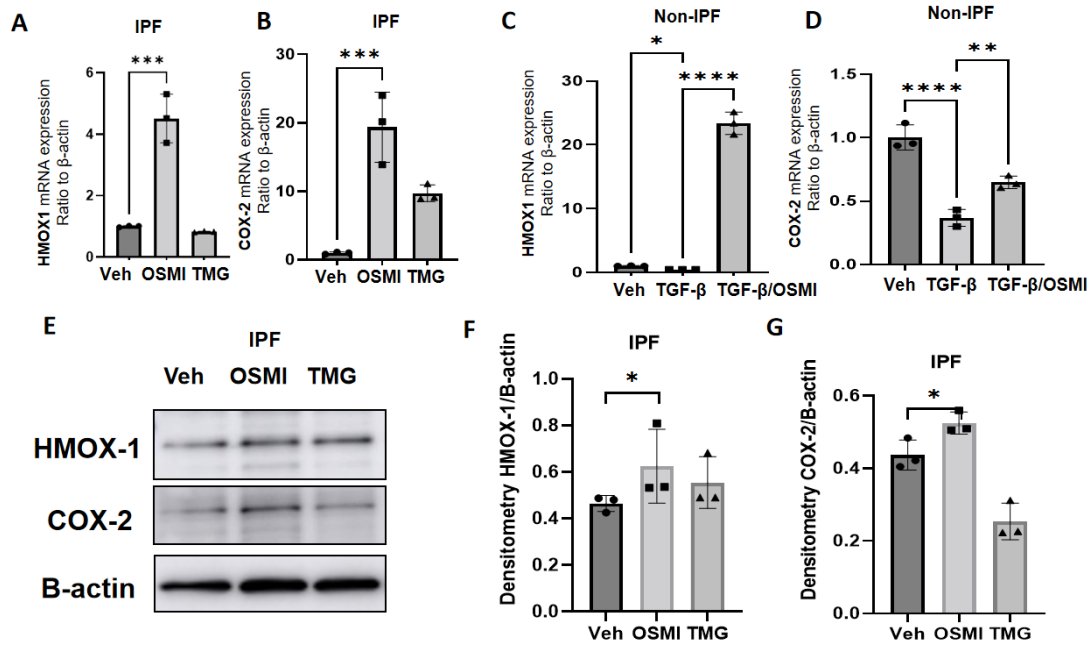 A
IPF
HMOX1 mRNA expression
Ratio to β-actin
6
4
2
0
***
Veh OSMI TMG
B
IPF
COX-2 mRNA expression
Ratio to β-actin
30
20
10
0
***
Veh OSMI TMG
C
Non-IPF
HMOX1 mRNA expression
Ratio to β-actin
30
20
10
0
*
****
Veh TGF-β TGF-β/OSMI
D
Non-IPF
COX-2 mRNA expression
Ratio to β-actin
1.5
1.0
0.5
0.0
**
****
Veh TGF-β TGF-β/OSMI
E
IPF
Veh OSMI TMG
HMOX-1
COX-2
B-actin
F
IPF
Densitometry HMOX-1/B-actin
1.0
0.8
0.6
0.4
0.2
0.0
*
Veh OSMI TMG
G
IPF
Densitometry COX-2/B-actin
0.6
0.4
0.2
0.0
*
Veh OSMI TMG